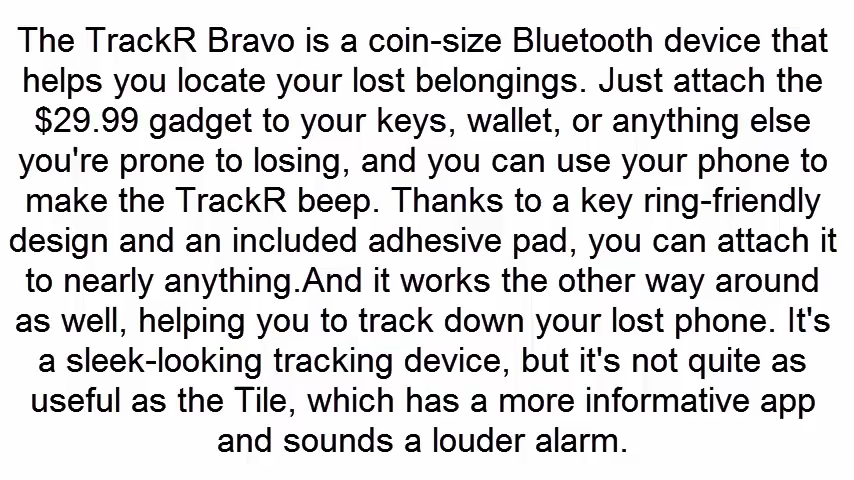 The TrackR Bravo is a coin-size Bluetooth device that
helps you locate your lost belongings. Just attach the
$29.99 gadget to your keys, wallet, or anything else
you're prone to losing, and you can use your phone to
make the TrackR beep. Thanks to a key ring-friendly
design and an included adhesive pad, you can attach it
to nearly anything.And it works the other way around
as well, helping you to track down your lost phone. It's
a sleek-looking tracking device, but it's not quite as
useful as the Tile, which has a more informative app
and sounds a louder alarm.